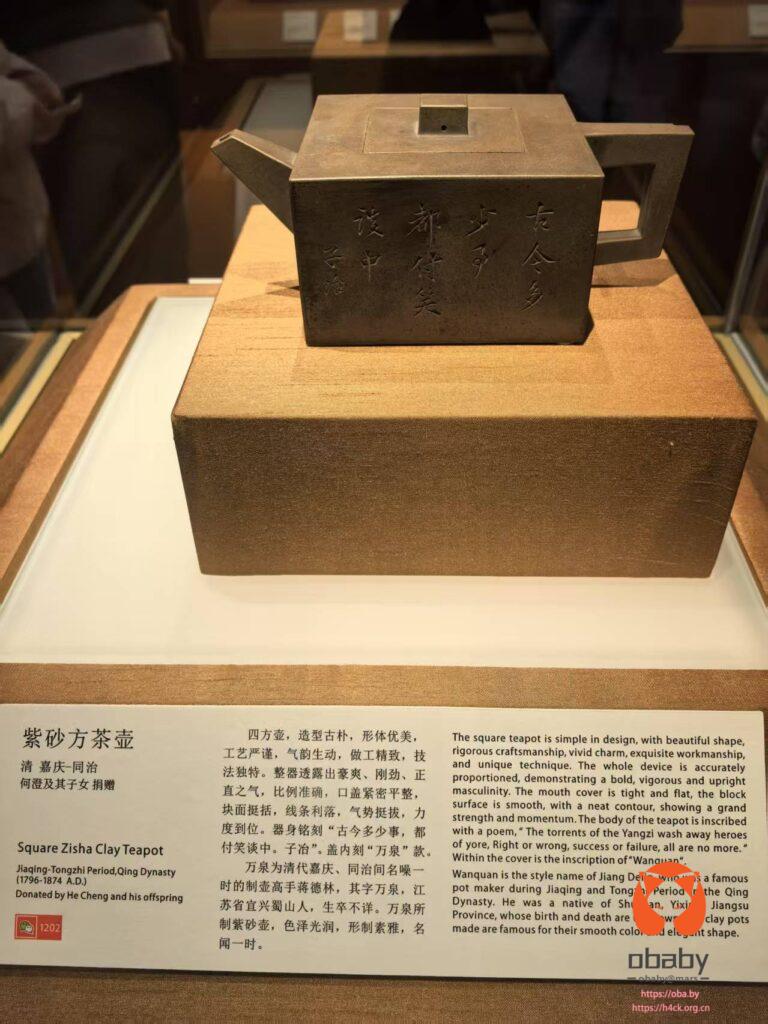 古今多
少事
都付笑
談中
子冶
紫砂方茶壶
清 嘉庆-同治
何澄及其子女 捐赠
Square Zisha Clay Teapot
Jiaqing-Tongzhi Period,Qing Dynasty
(1796-1874 A.D.)
Donated by He Cheng and his offspring
1202
四方壶，造型古朴，形体优美，
工艺严谨，气韵生动，做工精致，技
法独特。整器透露出豪爽、刚劲、正
直之气，比例准确，口盖紧密平整，
块面挺括，线条利落，气势挺拔，力
度到位。器身铭刻“古今多少事，都
付笑谈中。子冶”。盖内刻“万泉”款。
万泉为清代嘉庆、同治间名噪一
时的制壶高手蒋德林，其字万泉，江
苏省宜兴蜀山人，生卒不详。万泉所
制紫砂壶，色泽光润，形制素雅，名
闻一时。
The square teapot is simple in design, with beautiful shape,
rigorous craftsmanship, vivid charm, exquisite workmanship,
and unique technique. The whole device is accurately
proportioned, demonstrating a bold, vigorous and upright
masculinity. The mouth cover is tight and flat, the block
surface is smooth, with a neat contour, showing a grand
strength and momentum. The body of the teapot is inscribed
with a poem, “ The torrents of the Yangzi wash away heroes
of yore, Right or wrong, success or failure, all are no more. ”
Within the cover is the inscription of “Wanquan”.
Wanquan is the style name of Jiang who was a famous
pot maker during Jiaqing and Period the Qing
Dynasty. He was a native of Jiangsu
Province, whose birth and death are clay pots
made are famous for their smooth color and elegant shape.
obaby
obaby@mars
https://oba.by
https://h4ck.org.cn